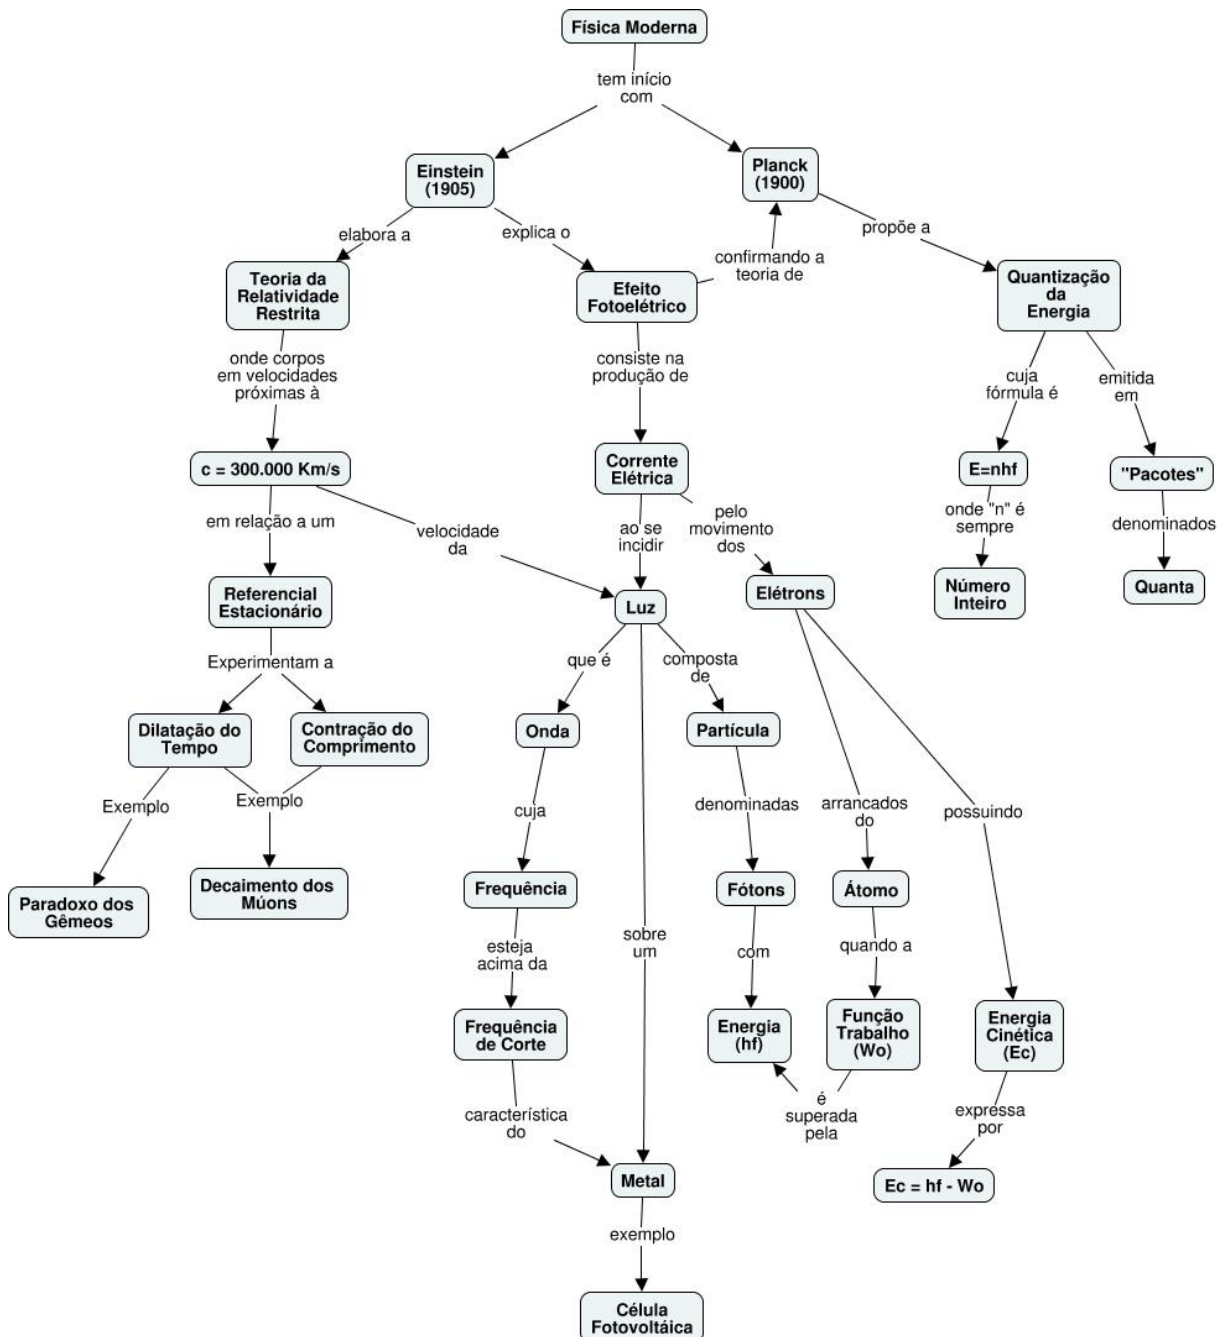 Física Moderna
tem início
com
Einstein
(1905)
Planck
(1900)
elabora a
explica o
confirmando a
teoria de
propõe a
Teoria da
Relatividade
Restrita
Efeito
Fotoelétrico
Quantização
da
Energia
onde corpos
em velocidades
próximas à
consiste na
produção de
cuja
fórmula é
emitida
em
c = 300.000 Km/s
Corrente
Elétrica
E=nhf
"Pacotes"
em relação a um
velocidade
da
ao se
incidir
pelo
movimento
dos
onde "n" é
sempre
denominados
Referencial
Estacionário
Luz
Elétrons
Número
Inteiro
Quanta
Experimentam a
que é
composta
de
Dilatação do
Tempo
Contração do
Comprimento
Onda
Partícula
Exemplo
Exemplo
cuja
denominadas
arrancados
do
possuindo
Paradoxo dos
Gêmeos
Decaimento dos
Múons
Frequência
Fótons
Átomo
esteja
acima da
sobre
um
com
quando a
Frequência
de Corte
Energia
(hf)
Função
Trabalho
(Wo)
Energia
Cinética
(Ec)
característica
do
é
superada
pela
expressa
por
Metal
Ec = hf - Wo
exemplo
Célula
Fotovoltáica